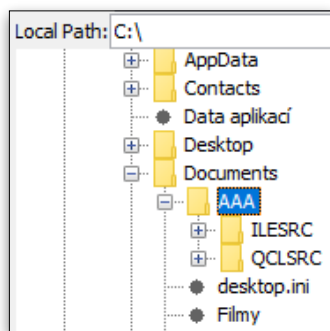 Local Path: C:\
AppData
Contacts
Data aplikací
Desktop
Documents
AAA
ILESRC
QCLSRC
desktop.ini
Filmy